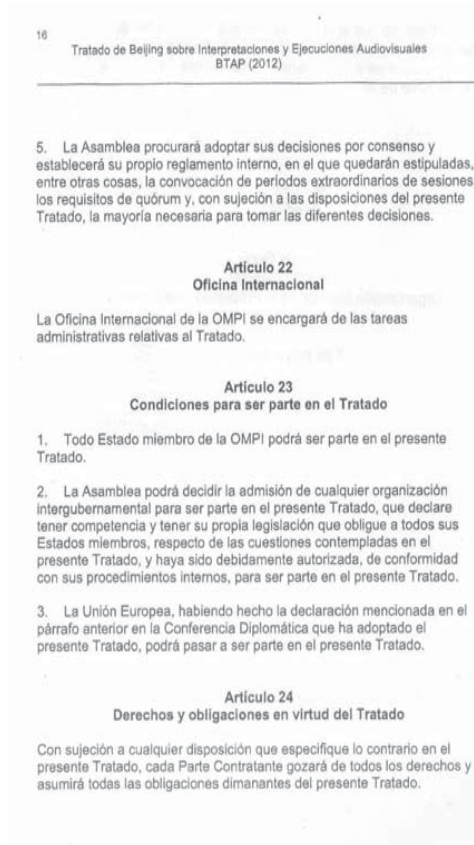 16
Tratado de Beijing sobre Interpretaciones y Ejecuciones Audiovisuales
BTAP (2012)
5. La Asamblea procurará adoptar sus decisiones por consenso y
establecerá su propio reglamento interno, en el que quedarán estipuladas,
entre otras cosas, la convocación de períodos extraordinarios de sesiones
los requisitos de quórum y, con sujeción a las disposiciones del presente
Tratado, la mayoría necesaria para tomar las diferentes decisiones.
Artículo 22
Oficina Internacional
La Oficina Internacional de la OMPI se encargará de las tareas
administrativas relativas al Tratado.
Artículo 23
Condiciones para ser parte en el Tratado
1. Todo Estado miembro de la OMPI podrá ser parte en el presente
Tratado.
2. La Asamblea podrá decidir la admisión de cualquier organización
intergubernamental para ser parte en el presente Tratado, que declare
tener competencia y tener su propia legislación que obligue a todos sus
Estados miembros, respecto de las cuestiones contempladas en el
presente Tratado, y haya sido debidamente autorizada, de conformidad
con sus procedimientos internos, para ser parte en el presente Tratado.
3. La Unión Europea, habiendo hecho la declaración mencionada en el
párrafo anterior en la Conferencia Diplomática que ha adoptado el
presente Tratado, podrá pasar a ser parte en el presente Tratado.
Artículo 24
Derechos y obligaciones en virtud del Tratado
Con sujeción a cualquier disposición que especifique lo contrario en el
presente Tratado, cada Parte Contratante gozará de todos los derechos y
asumirá todas las obligaciones dimanantes del presente Tratado.